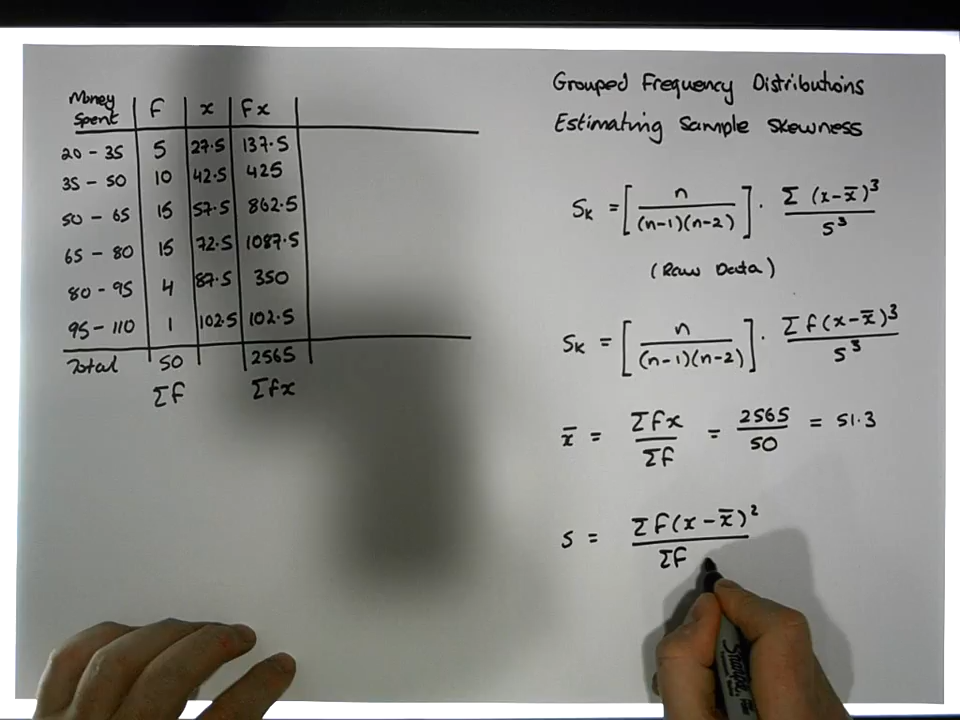 Money Spent F x Fx
20 - 35 5 27.5 137.5
35 - 50 10 42.5 425
50 - 65 15 57.5 862.5
65 - 80 15 72.5 1087.5
80 - 95 4 87.5 350
95 - 110 1 102.5 102.5
Total 50 2565
Σf Σfx
Grouped Frequency Distributions
Estimating Sample Skewness
Sk = [n / (n-1)(n-2)] · Σ (x-x̄)³ / s³
(Raw Data)
Sk = [n / (n-1)(n-2)] · Σ f(x-x̄)³ / s³
x̄ = Σfx / Σf = 2565 / 50 = 51.3
s = Σf(x-x̄)² / Σf